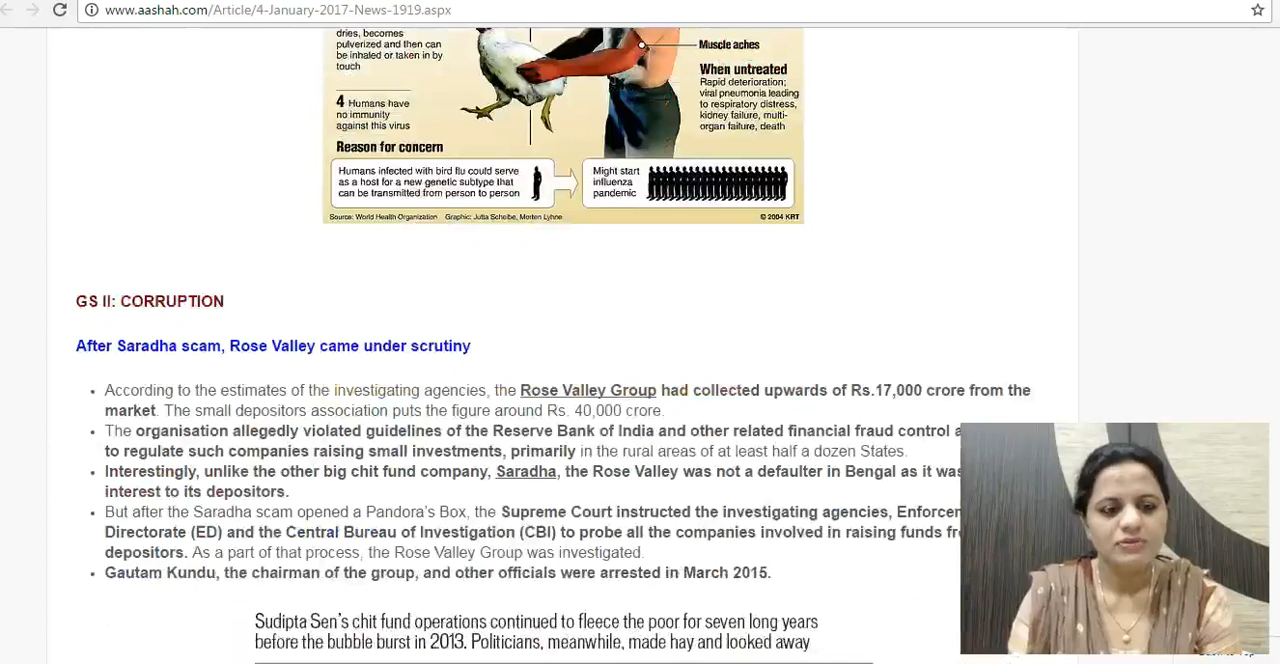 www.aashah.com/Article/4-January-2017-News-1919.aspx
dries, becomes
pulverized and then can
be inhaled or taken in by
touch
4 Humans have
no immunity
against this virus
Muscle aches
When untreated
Rapid deterioration;
viral pneumonia leading
to respiratory distress,
kidney failure, multi-
organ failure, death
Reason for concern
Humans infected with bird flu could serve
as a host for a new genetic subtype that
can be transmitted from person to person
Might start
influenza
pandemic
Source: World Health Organization Graphic: Jutta Scheibe, Morten Lyhne
© 2004 KRT
GS II: CORRUPTION
After Saradha scam, Rose Valley came under scrutiny
• According to the estimates of the investigating agencies, the Rose Valley Group had collected upwards of Rs.17,000 crore from the
market. The small depositors association puts the figure around Rs. 40,000 crore.
• The organisation allegedly violated guidelines of the Reserve Bank of India and other related financial fraud control a
to regulate such companies raising small investments, primarily in the rural areas of at least half a dozen States.
• Interestingly, unlike the other big chit fund company, Saradha, the Rose Valley was not a defaulter in Bengal as it was
interest to its depositors.
• But after the Saradha scam opened a Pandora's Box, the Supreme Court instructed the investigating agencies, Enforcen
Directorate (ED) and the Central Bureau of Investigation (CBI) to probe all the companies involved in raising funds fr
depositors. As a part of that process, the Rose Valley Group was investigated.
• Gautam Kundu, the chairman of the group, and other officials were arrested in March 2015.
Sudipta Sen's chit fund operations continued to fleece the poor for seven long years
before the bubble burst in 2013. Politicians, meanwhile, made hay and looked away